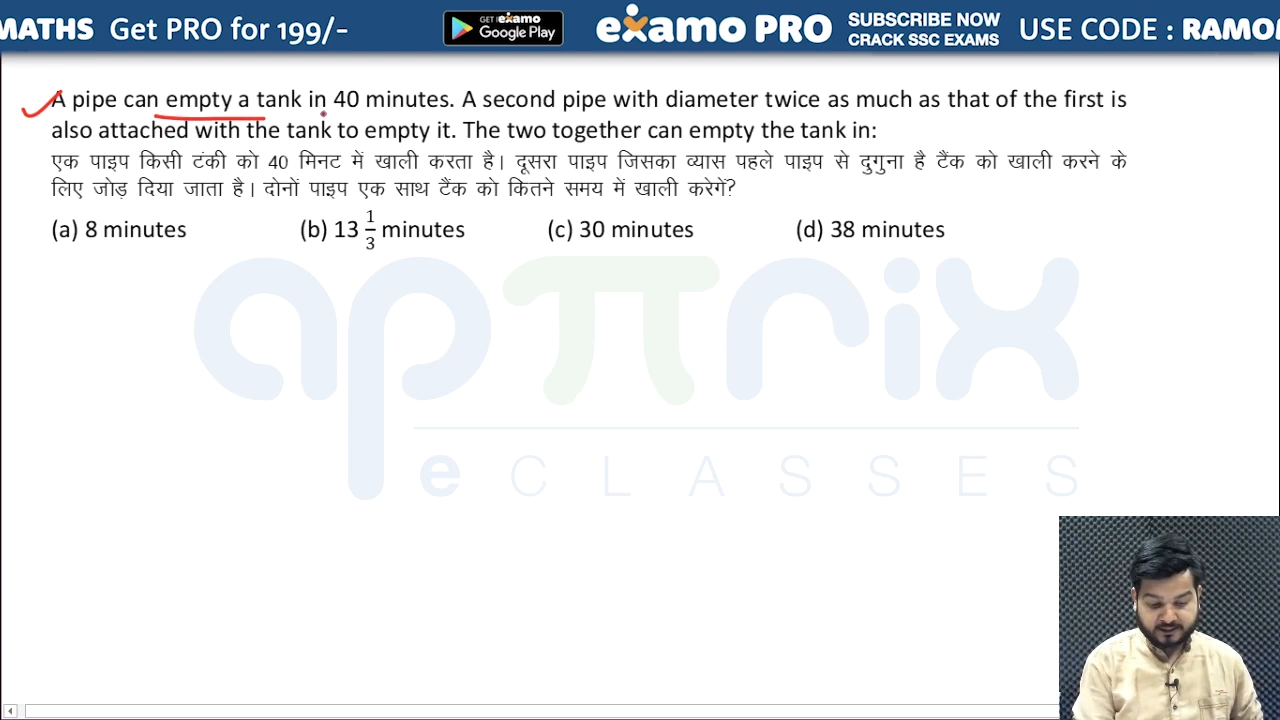 MATHS Get PRO for 199/- GET IT ON examo Google Play examo PRO SUBSCRIBE NOW USE CODE : RAMO
CRACK SSC EXAMS
A pipe can empty a tank in 40 minutes. A second pipe with diameter twice as much as that of the first is
also attached with the tank to empty it. The two together can empty the tank in:
एक पाइप किसी टंकी को 40 मिनट में खाली करता है। दूसरा पाइप जिसका व्यास पहले पाइप से दुगुना है टैंक को खाली करने के
लिए जोड़ दिया जाता है। दोनों पाइप एक साथ टैंक को कितने समय में खाली करेगें?
(a) 8 minutes (b) 13 1/3 minutes (c) 30 minutes (d) 38 minutes
apπrix
e CLASSES